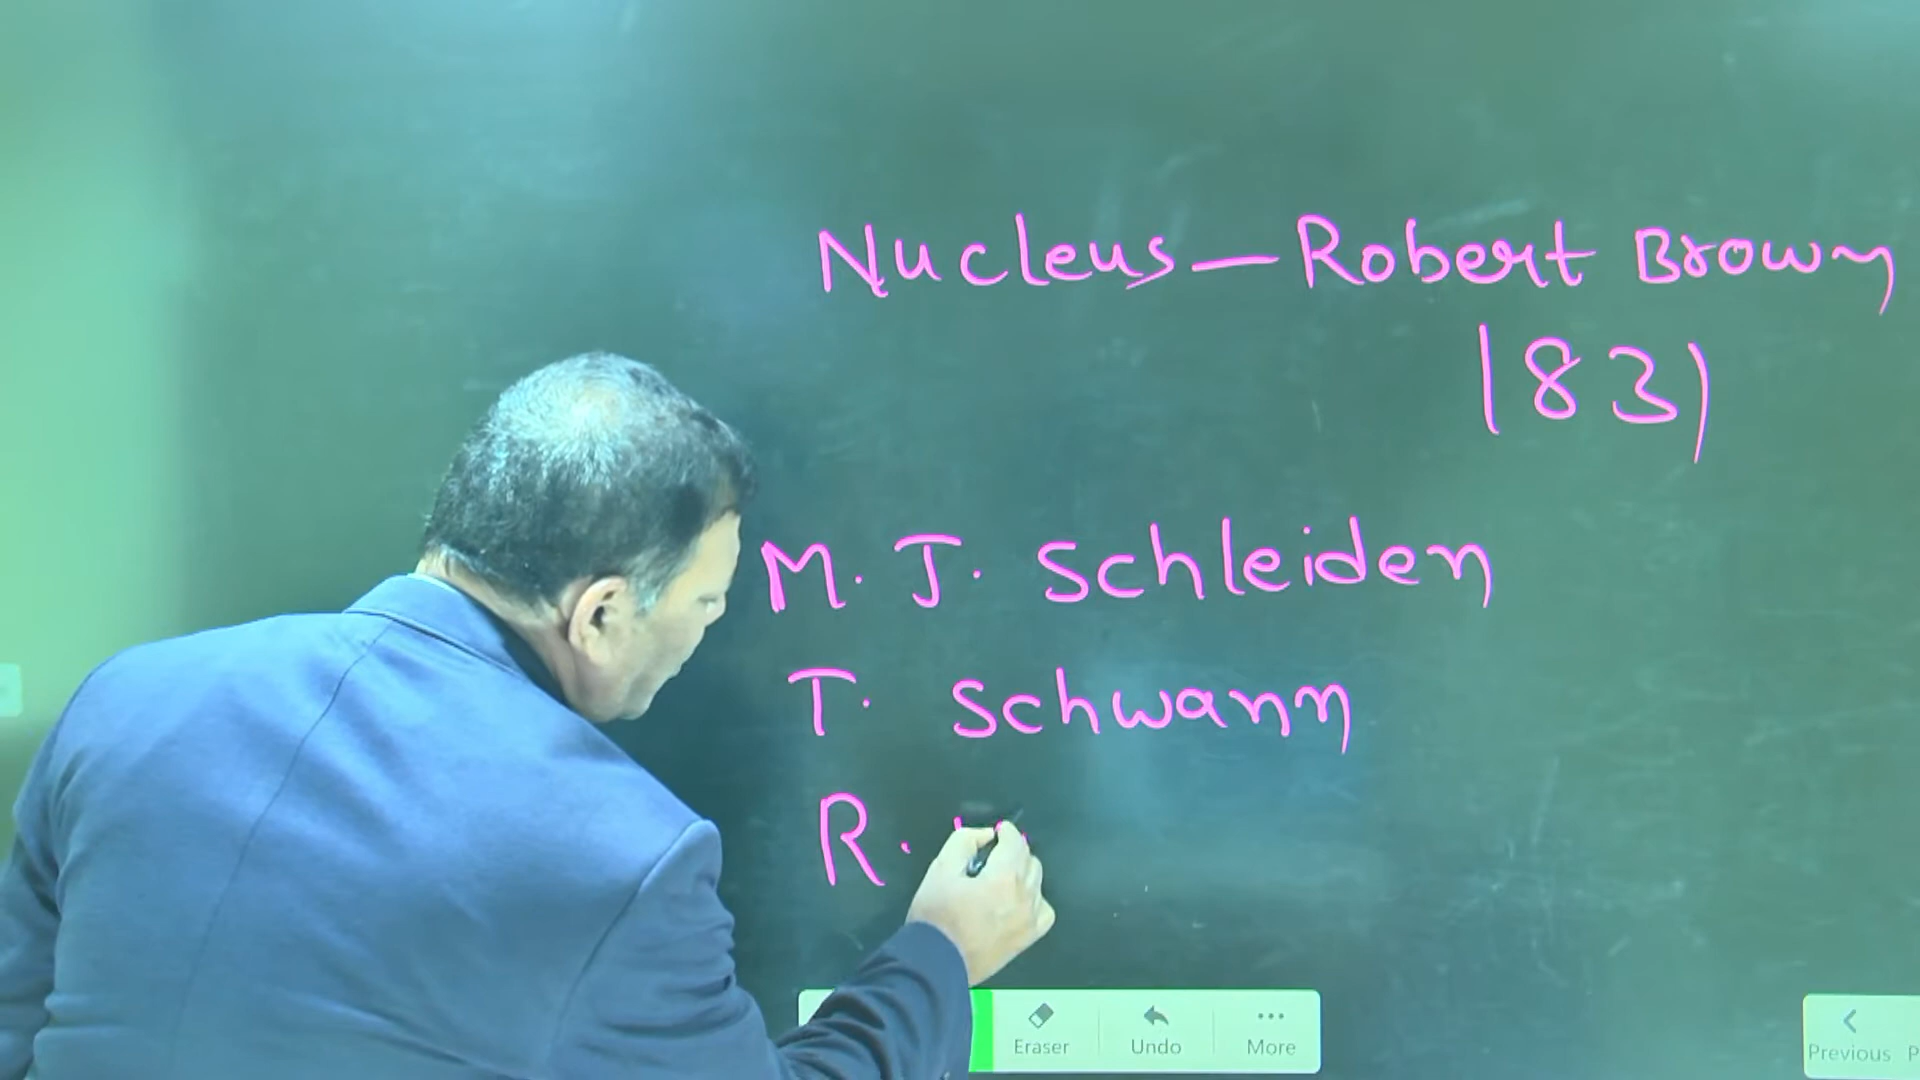 Nucleus — Robert Brown
1831
M. J. Schleiden
T. Schwann
R.
Eraser Undo More
Previous